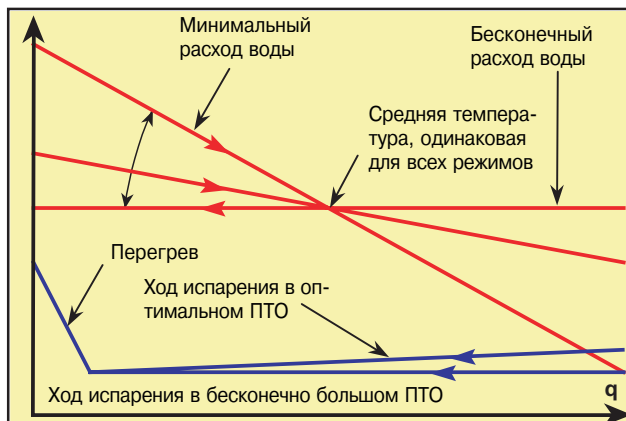 Минимальный
расход воды
Бесконечный
расход воды
Средняя темпера-
тура, одинаковая
для всех режимов
Перегрев
Ход испарения в оп-
тимальном ПТО
Ход испарения в бесконечно большом ПТО
q